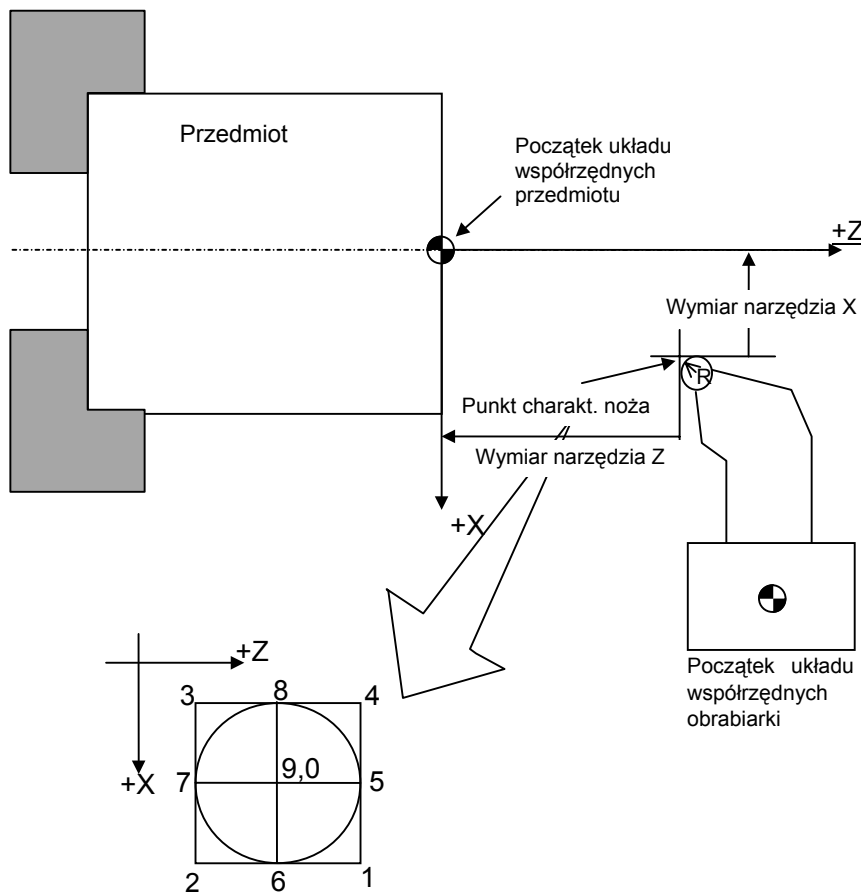 Przedmiot
Początek układu
współrzędnych
przedmiotu
+Z
Wymiar narzędzia X
R
Punkt charakt. noża
Wymiar narzędzia Z
+X
Początek układu
współrzędnych
obrabiarki
+Z
3 8 4
+X 7 9,0 5
2 6 1